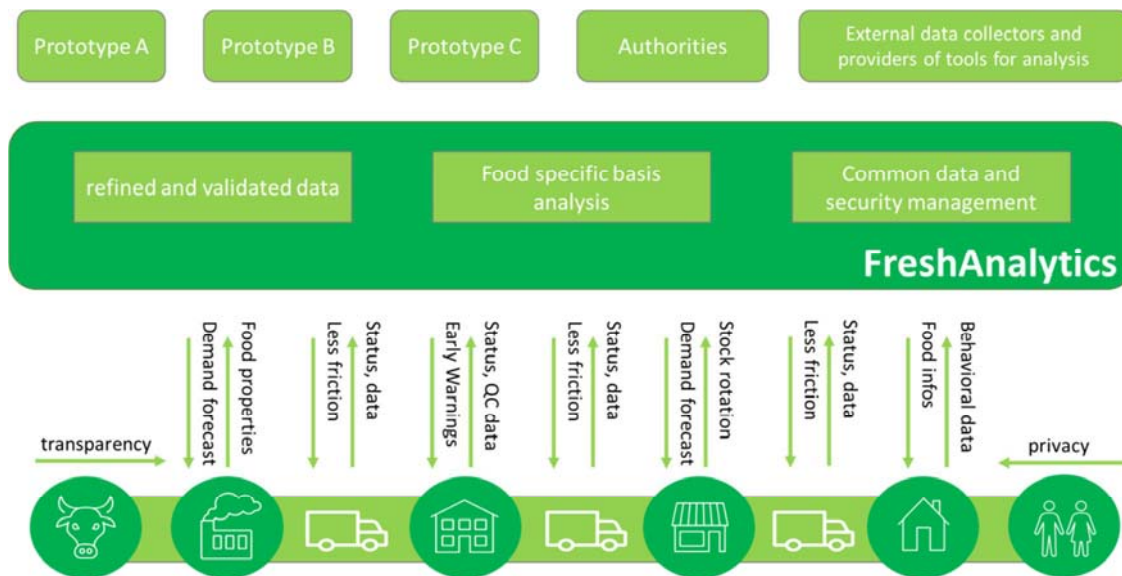 Prototype A
Prototype B
Prototype C
Authorities
External data collectors and
providers of tools for analysis
refined and validated data
Food specific basis
analysis
Common data and
security management
FreshAnalytics
Demand forecast
Food properties
Less friction
Status, data
Early Warnings
Status, QC data
Less friction
Status, data
Demand forecast
Stock rotation
Less friction
Status, data
Food infos
Behavioral data
transparency
privacy